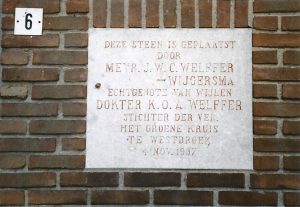 6
DEZE STEEN IS GEPLAATST
DOOR
MEVR. J.W.C. WELFFER
-WIJGERSMA
ECHTGENOTE VAN WIJLEN
DOKTER K.O.A. WELFFER
STICHTER DER VER.
HET GROENE KRUIS
TE WESTBROEK
4 NOV. 1957